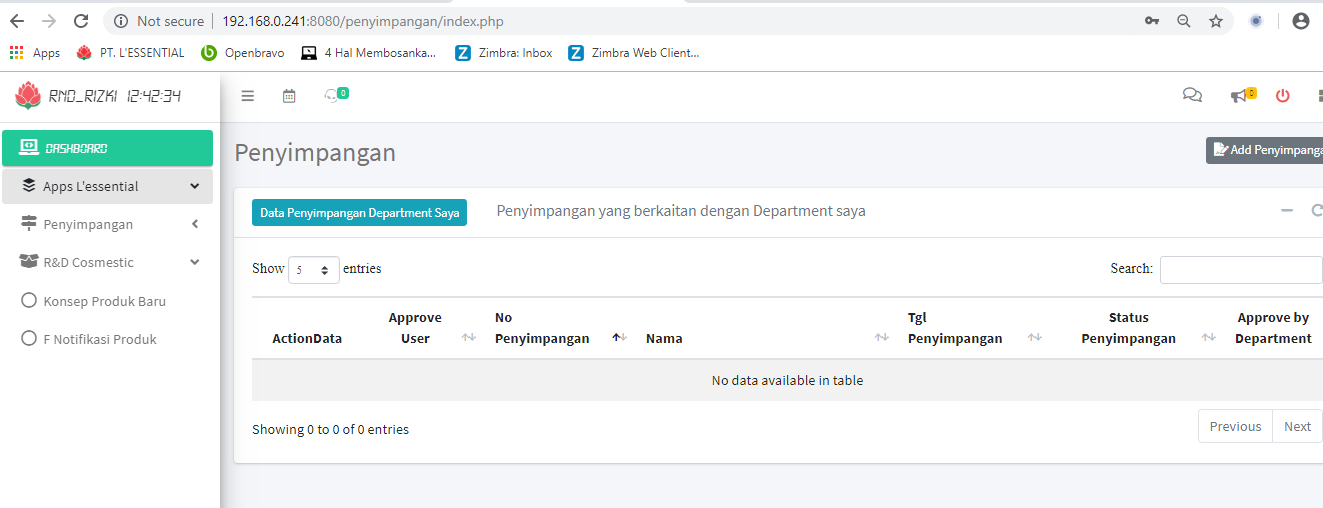 Not secure 192.168.0.241:8080/penyimpangan/index.php
Apps PT. L'ESSENTIAL Openbravo 4 Hal Membosanka... Zimbra: Inbox Zimbra Web Client...
RND_RIZKI 12:42:34
0
0
DASHBOARD
Apps L'essential
Penyimpangan
R&D Cosmestic
Konsep Produk Baru
F Notifikasi Produk
Penyimpangan
Add Penyimpanga
Data Penyimpangan Department Saya
Penyimpangan yang berkaitan dengan Department saya
Show 5 entries
Search:
ActionData
Approve
User
No
Penyimpangan
Nama
Tgl
Penyimpangan
Status
Penyimpangan
Approve by
Department
No data available in table
Showing 0 to 0 of 0 entries
Previous Next